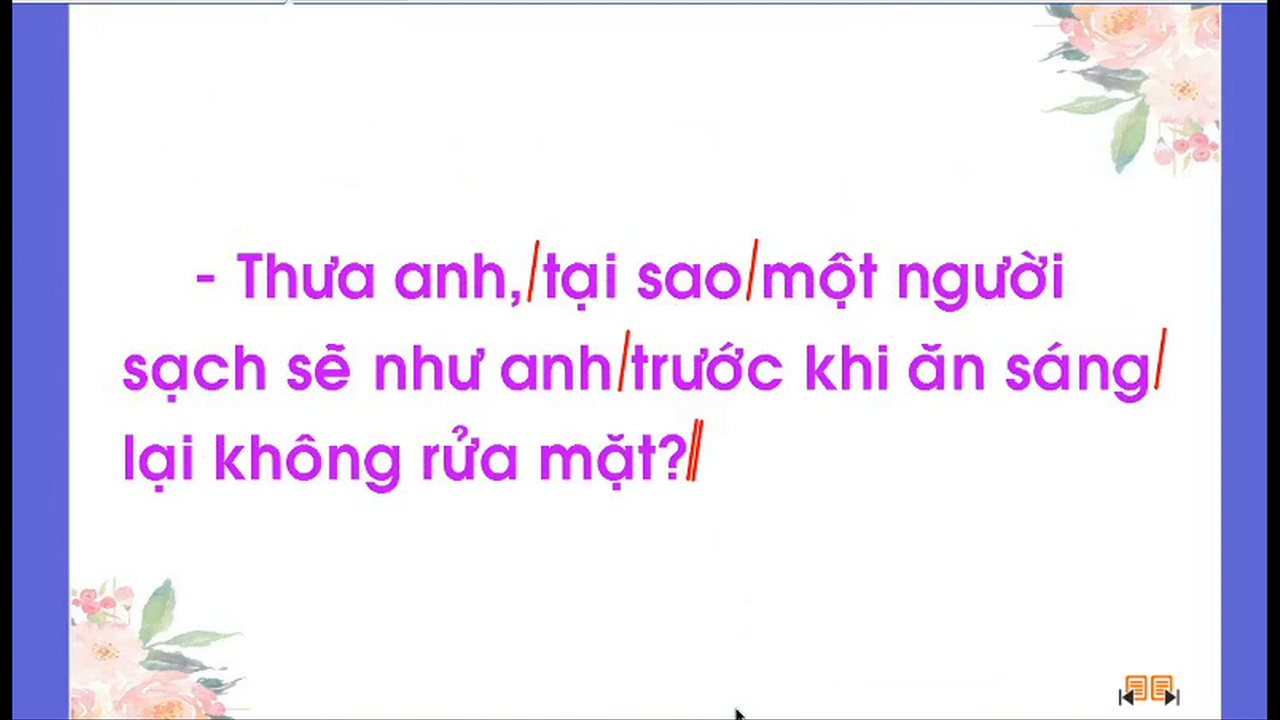 - Thưa anh,/tại sao/một người
sạch sẽ như anh/trước khi ăn sáng/
lại không rửa mặt?//